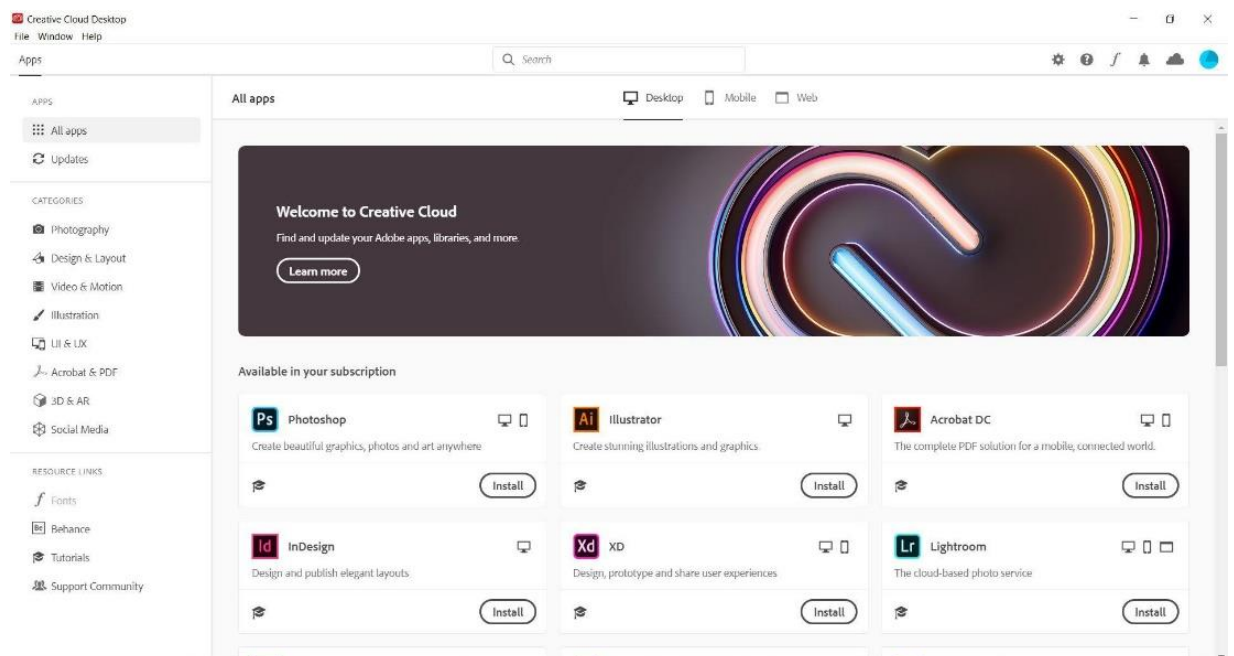 Creative Cloud Desktop
File Window Help
Apps
Search
APPS
All apps
Updates
CATEGORIES
Photography
Design & Layout
Video & Motion
Illustration
UI & UX
Acrobat & PDF
3D & AR
Social Media
RESOURCE LINKS
Fonts
Be Behance
Tutorials
Support Community
All apps
Desktop Mobile Web
Welcome to Creative Cloud
Find and update your Adobe apps, libraries, and more.
Learn more
Available in your subscription
Ps Photoshop
Create beautiful graphics, photos and art anywhere
Install
Ai Illustrator
Create stunning illustrations and graphics
Install
Acrobat DC
The complete PDF solution for a mobile, connected world.
Install
Id InDesign
Design and publish elegant layouts
Install
Xd XD
Design, prototype and share user experiences
Install
Lr Lightroom
The cloud-based photo service
Install